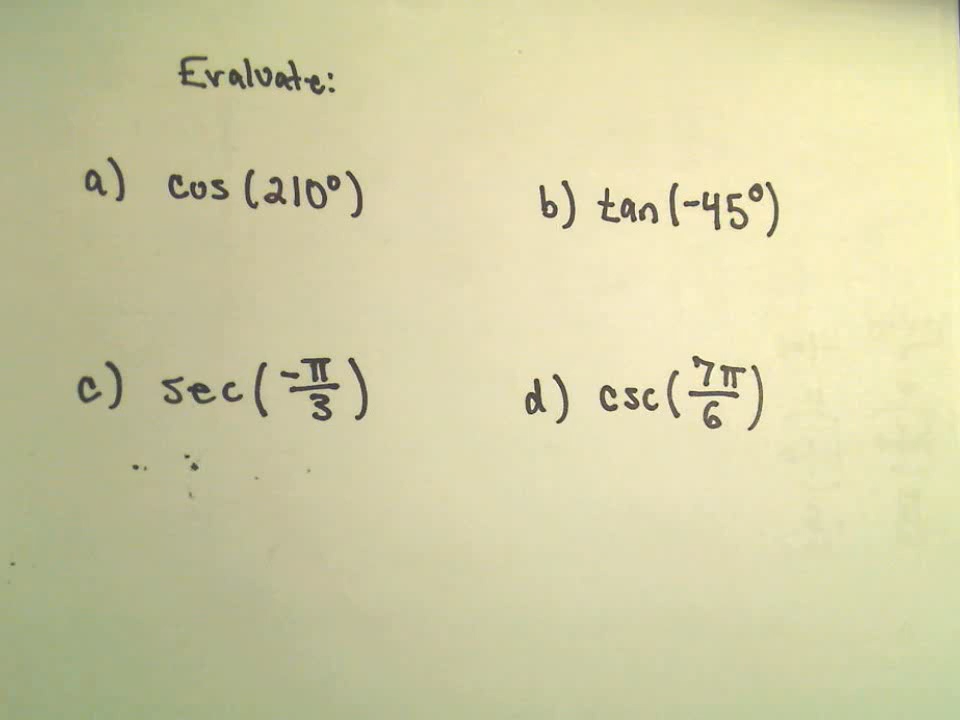 Evaluate:
a) cos(210°)
b) tan(-45°)
c) sec(-π/3)
d) csc(7π/6)